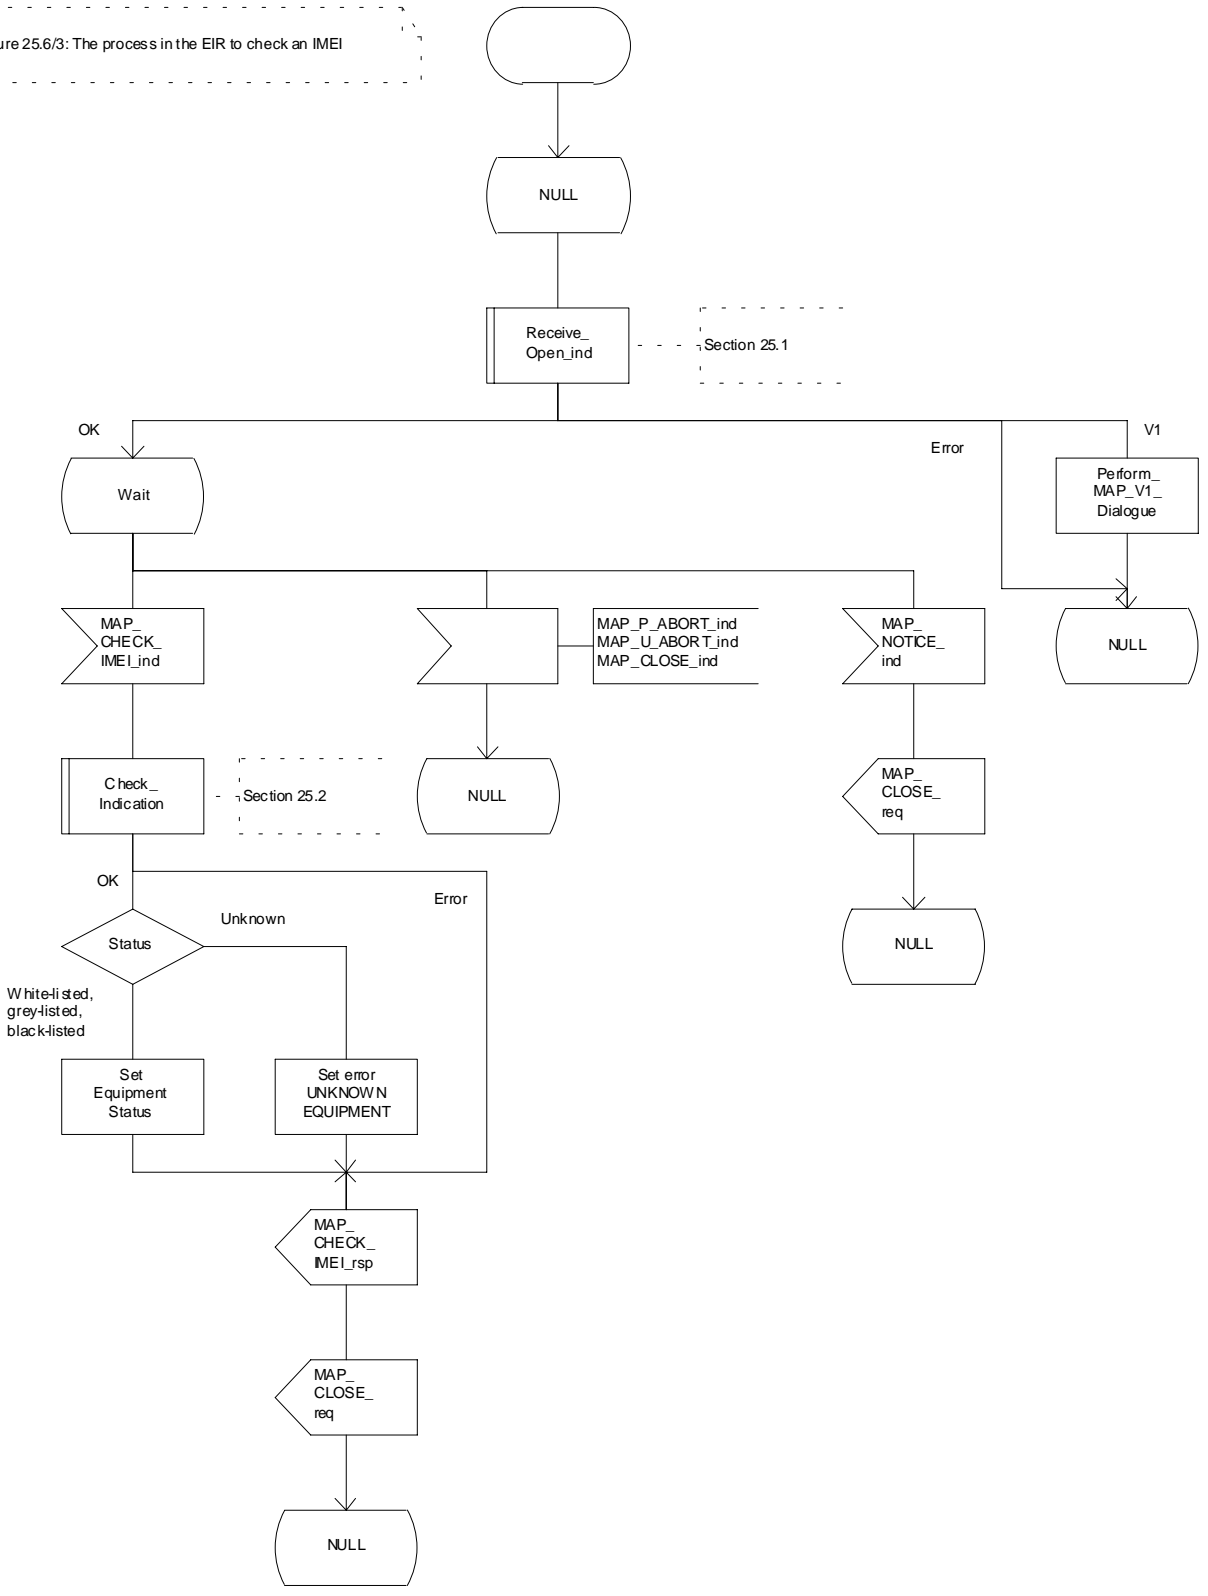 ure 25.6/3: The process in the EIR to check an IMEI
NULL
Receive_
Open_ind
Section 25.1
OK
Error
V1
Wait
Perform_
MAP_V1_
Dialogue
MAP_
CHECK_
IMEI_ind
MAP_P_ABORT_ind
MAP_U_ABORT_ind
MAP_CLOSE_ind
MAP_
NOTICE_
ind
NULL
Check_
Indication
Section 25.2
NULL
MAP_
CLOSE_
req
OK
Error
Unknown
Status
NULL
White-listed,
grey-listed,
black-listed
Set
Equipment
Status
Set error
UNKNOWN
EQUIPMENT
MAP_
CHECK_
IMEI_rsp
MAP_
CLOSE_
req
NULL